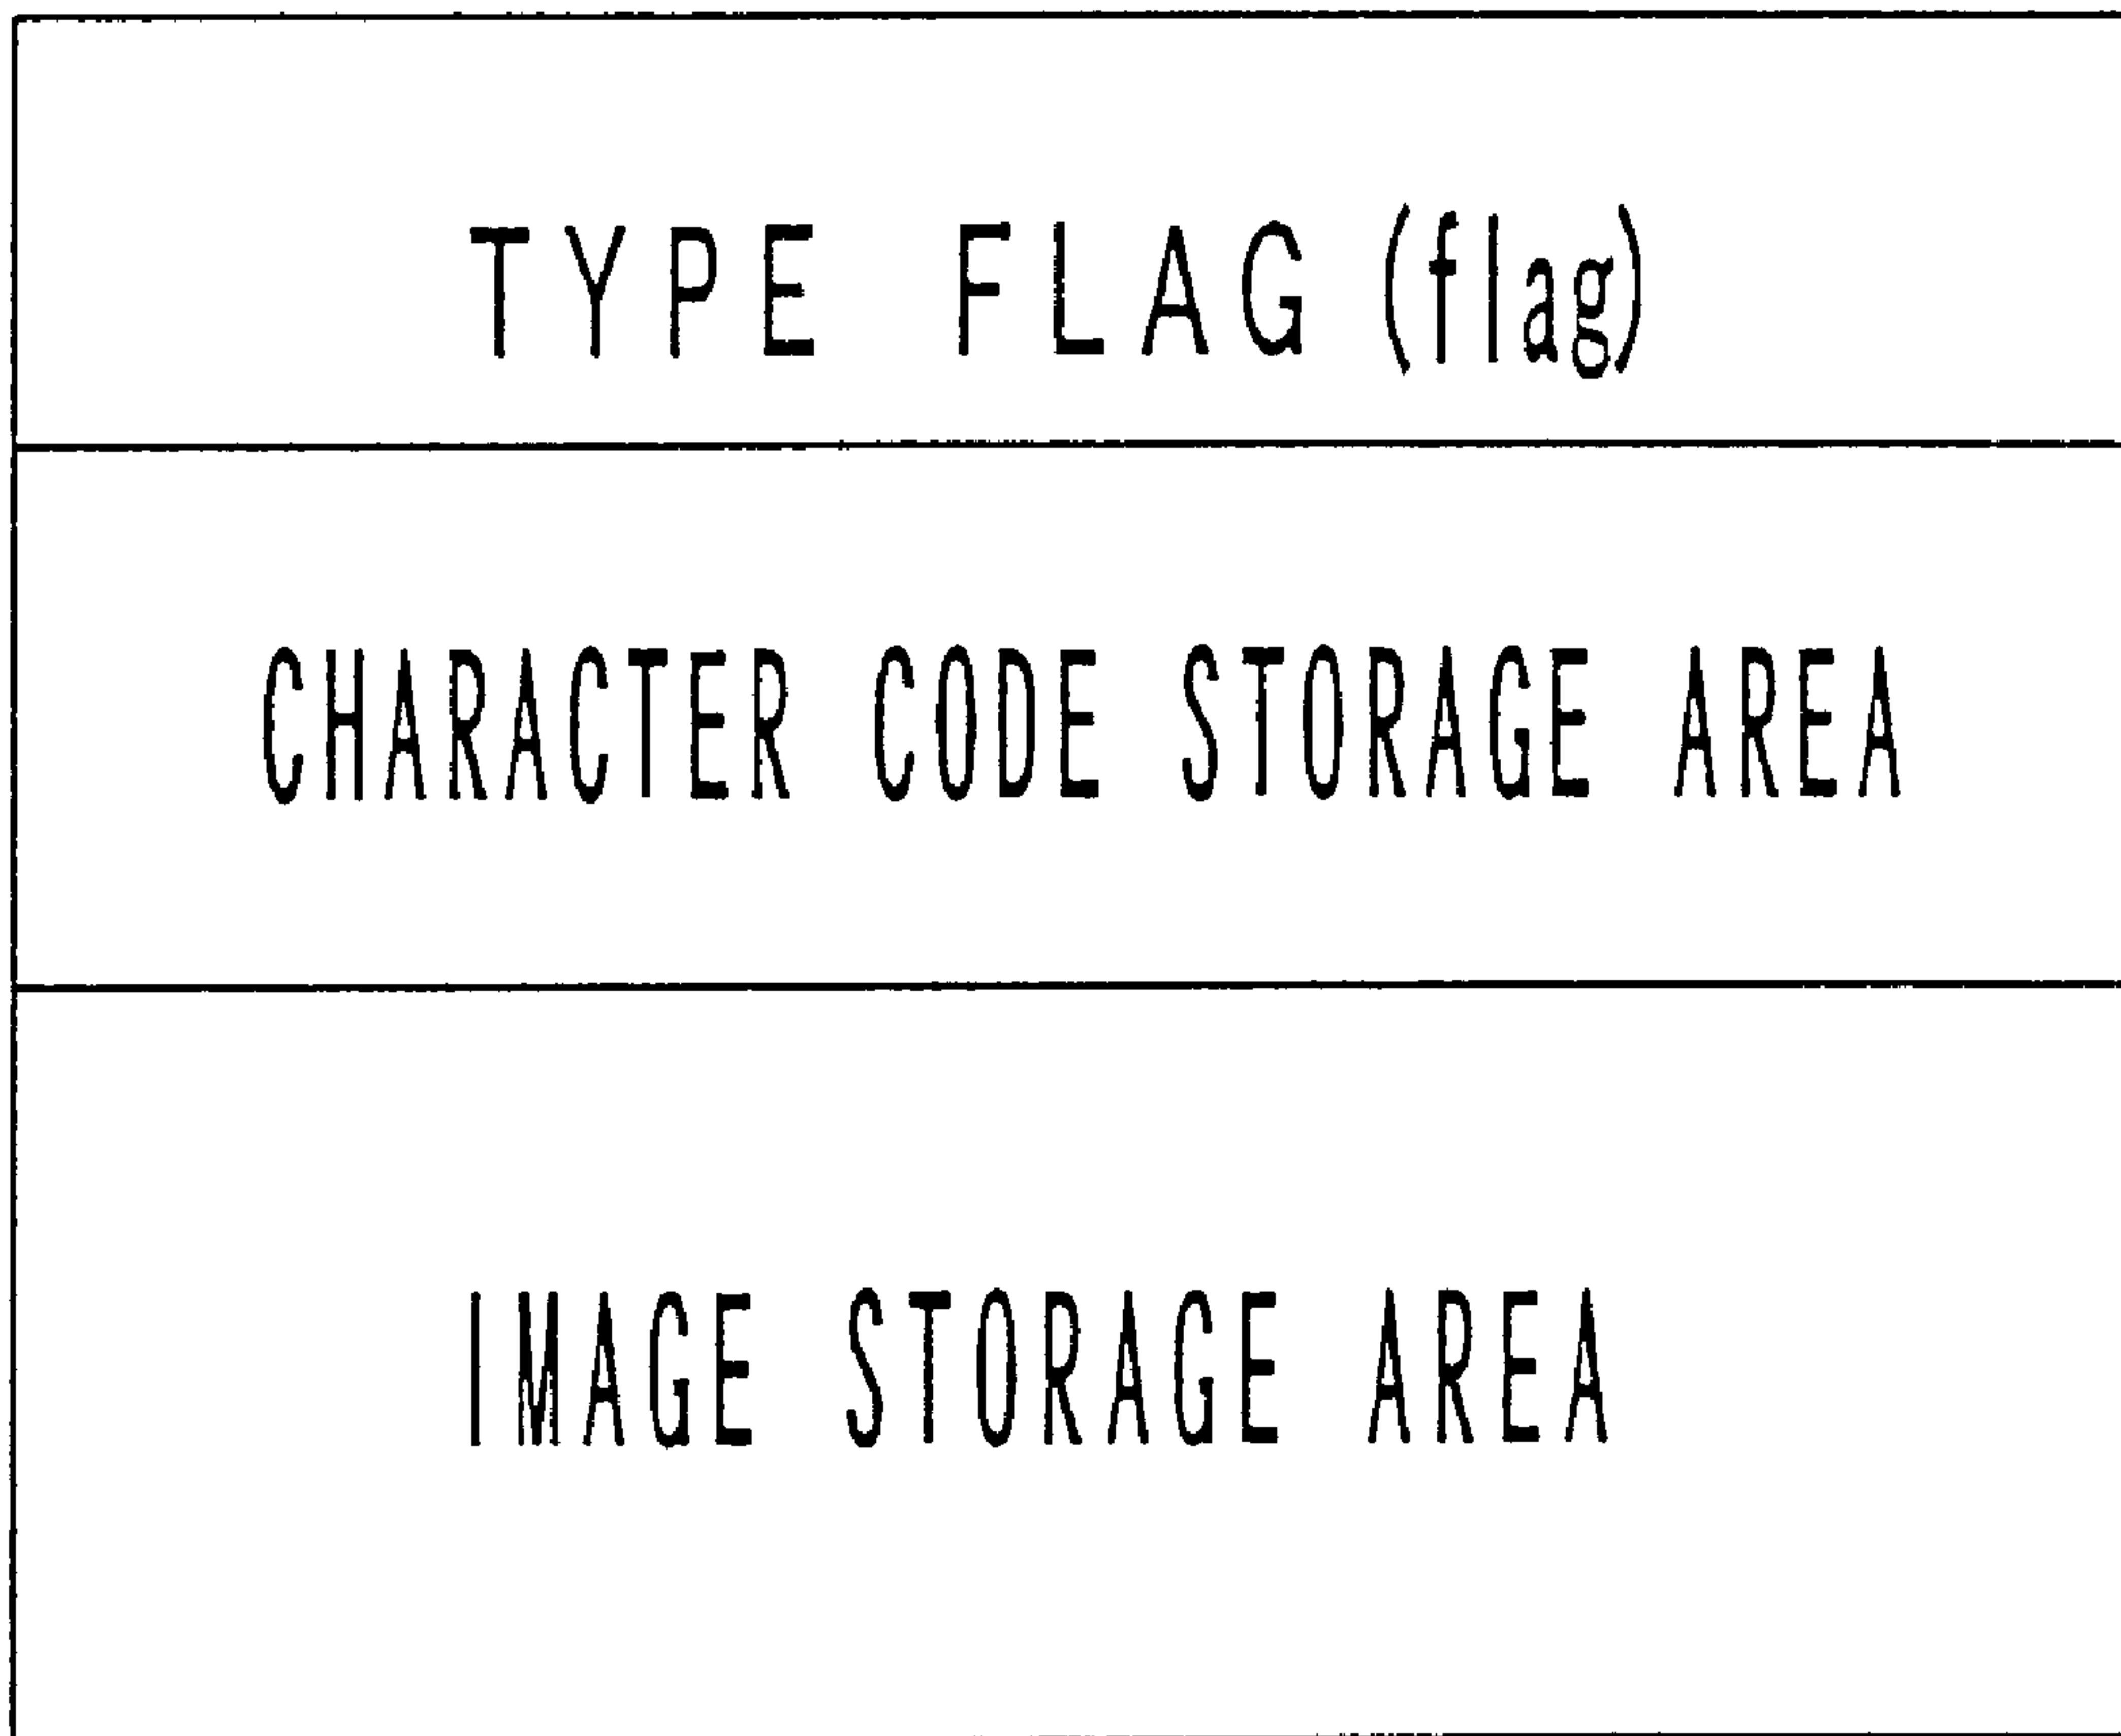 TYPE FLAG (flag)
CHARACTER CODE STORAGE AREA
IMAGE STORAGE AREA